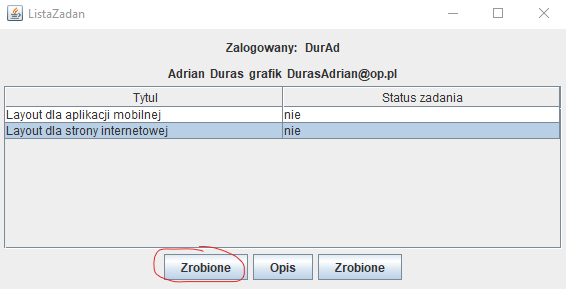 ListaZadan
Zalogowany: DurAd
Adrian Duras grafik DurasAdrian@op.pl
Tytul Status zadania
Layout dla aplikacji mobilnej nie
Layout dla strony internetowej nie
Zrobione Opis Zrobione